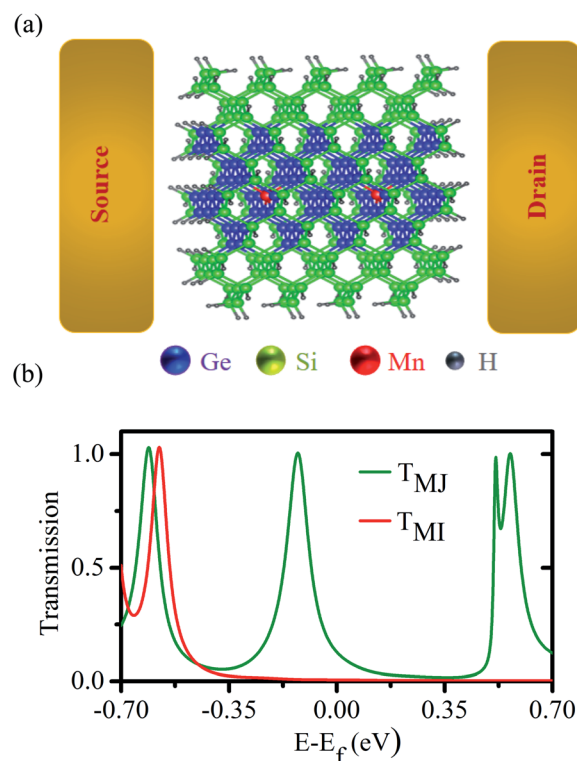 (a)
Source
Drain
Ge Si Mn H
(b)
Transmission
1.0
0.5
0.0
T_MJ
T_MI
-0.70 -0.35 0.00 0.35 0.70
E-E_f (eV)